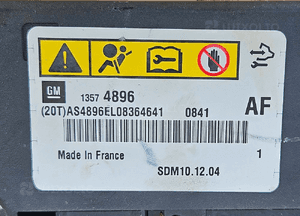 GM 1357 4896
(20T)AS4896EL08364641 0841 AF
Made in France 1
SDM10.12.04